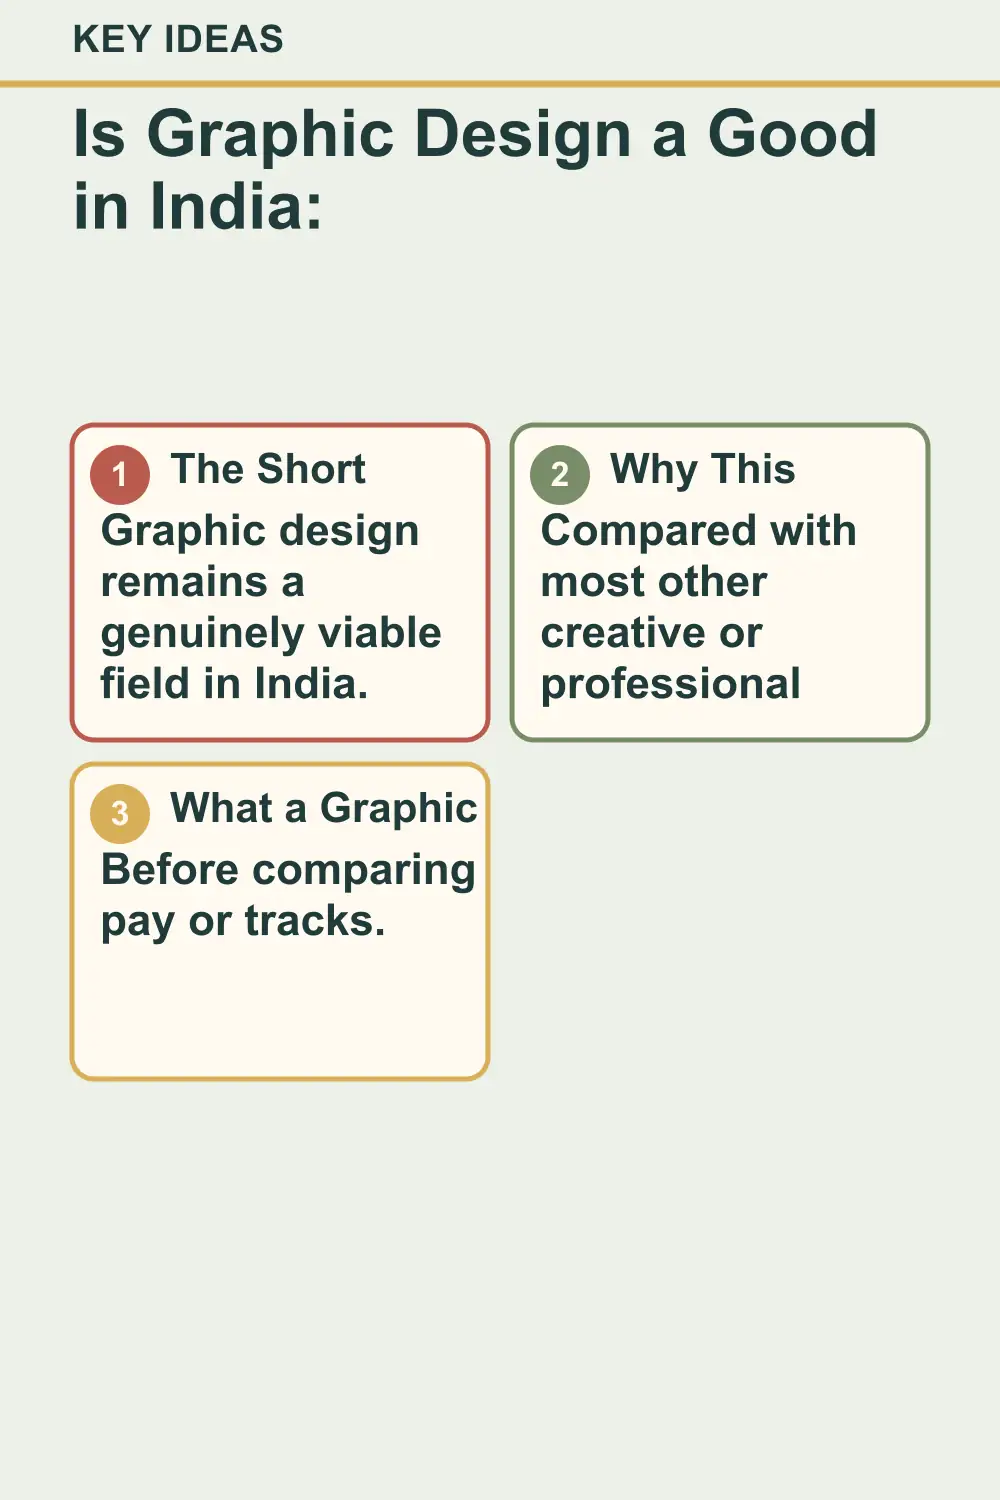 KEY IDEAS
Is Graphic Design a Good
in India:
1 The Short
Graphic design
remains a
genuinely viable
field in India.
2 Why This
Compared with
most other
creative or
professional
3 What a Graphic
Before comparing
pay or tracks.